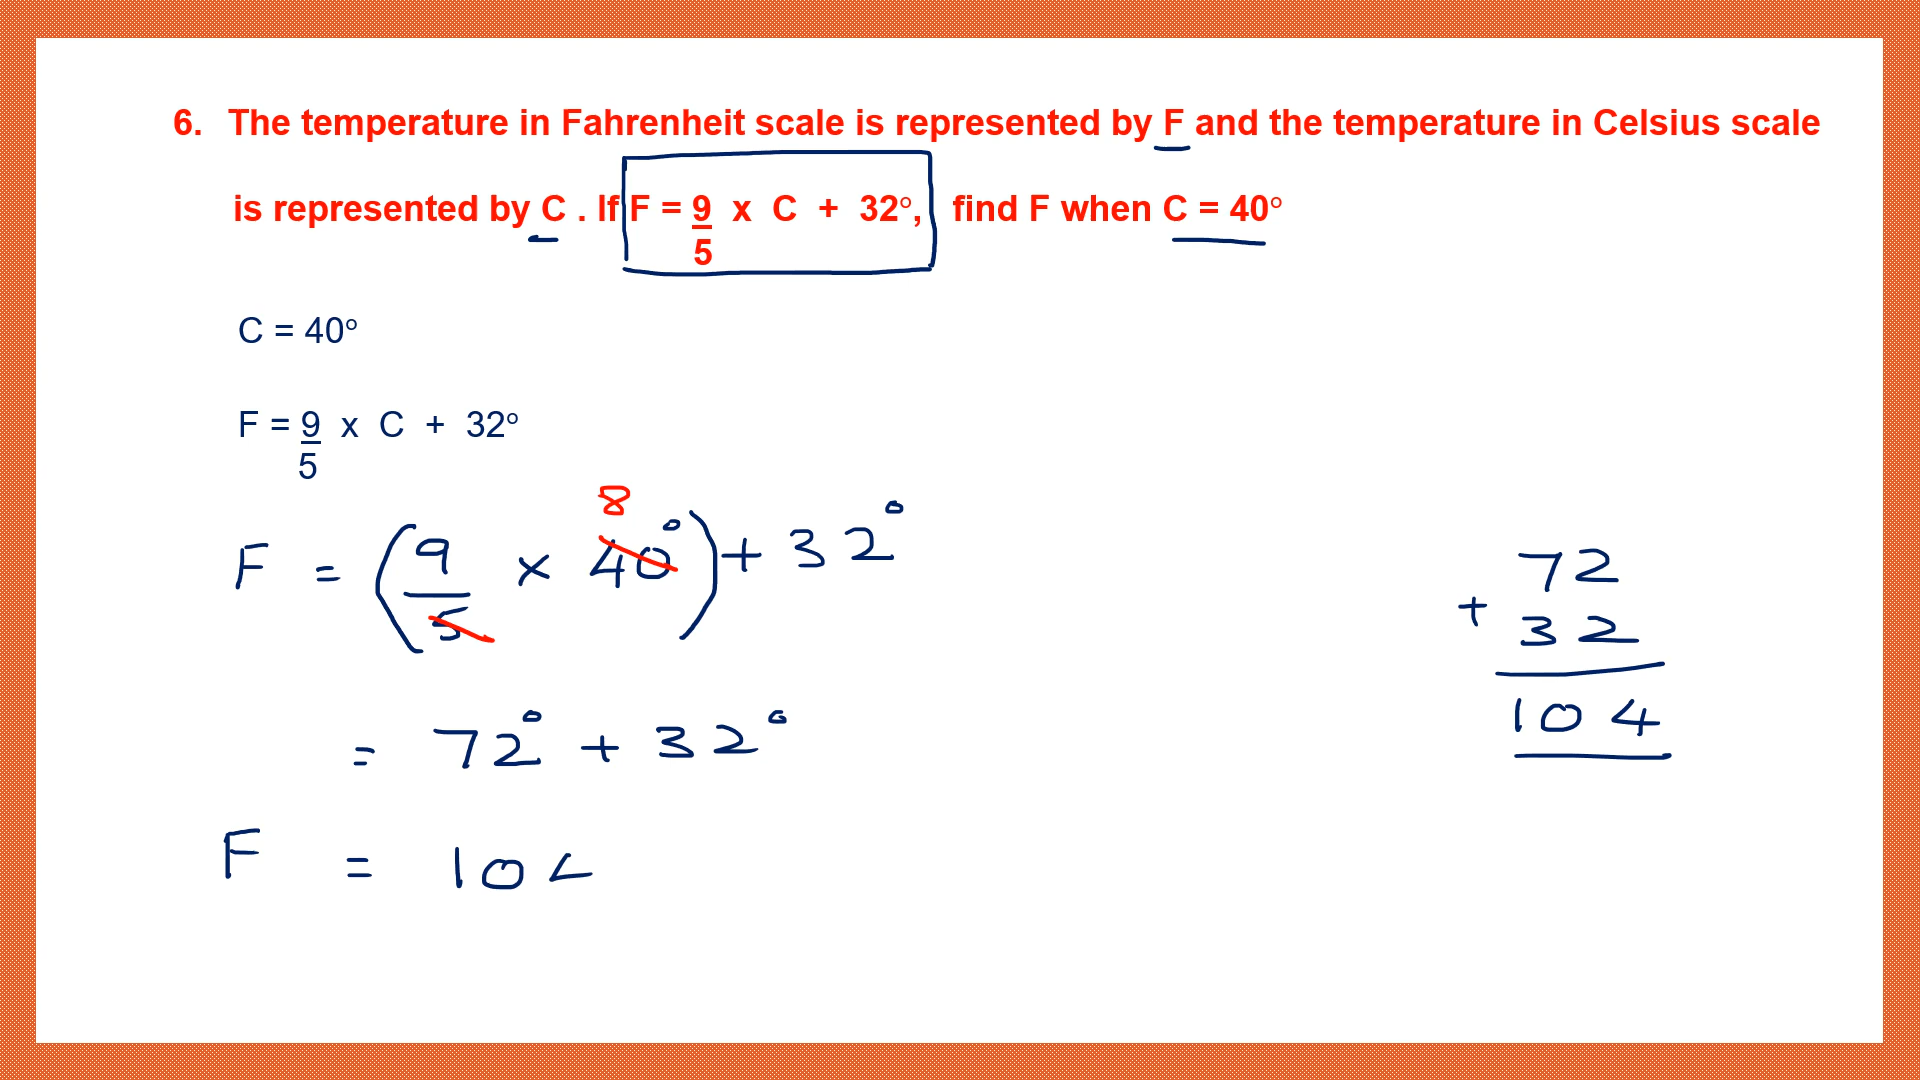 6. The temperature in Fahrenheit scale is represented by F and the temperature in Celsius scale
is represented by C . If F = 9 x C + 32°, find F when C = 40°
5
C = 40°
F = 9 x C + 32°
5
8
F = ( 9 × 40° ) + 32°
5
= 72° + 32°
F = 104
72
+ 32
104